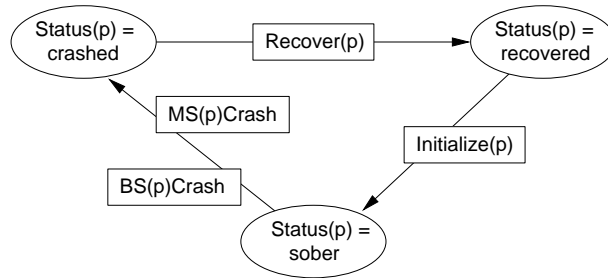 Status(p) =
crashed
Recover(p)
Status(p) =
recovered
MS(p)Crash
Initialize(p)
BS(p)Crash
Status(p) =
sober